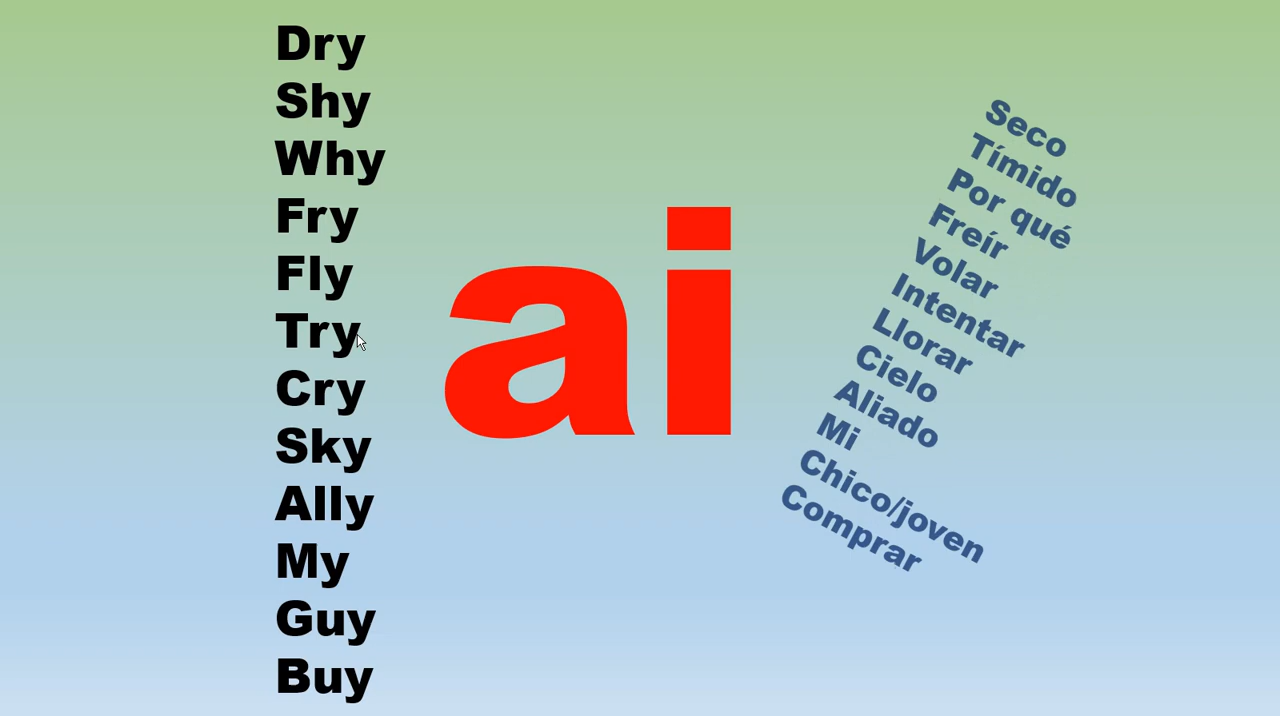 Dry
Shy
Why
Fry
Fly
Try
Cry
Sky
Ally
My
Guy
Buy
ai
Seco
Tímido
Por qué
Freír
Volar
Intentar
Llorar
Cielo
Aliado
Mi
Chico/joven
Comprar